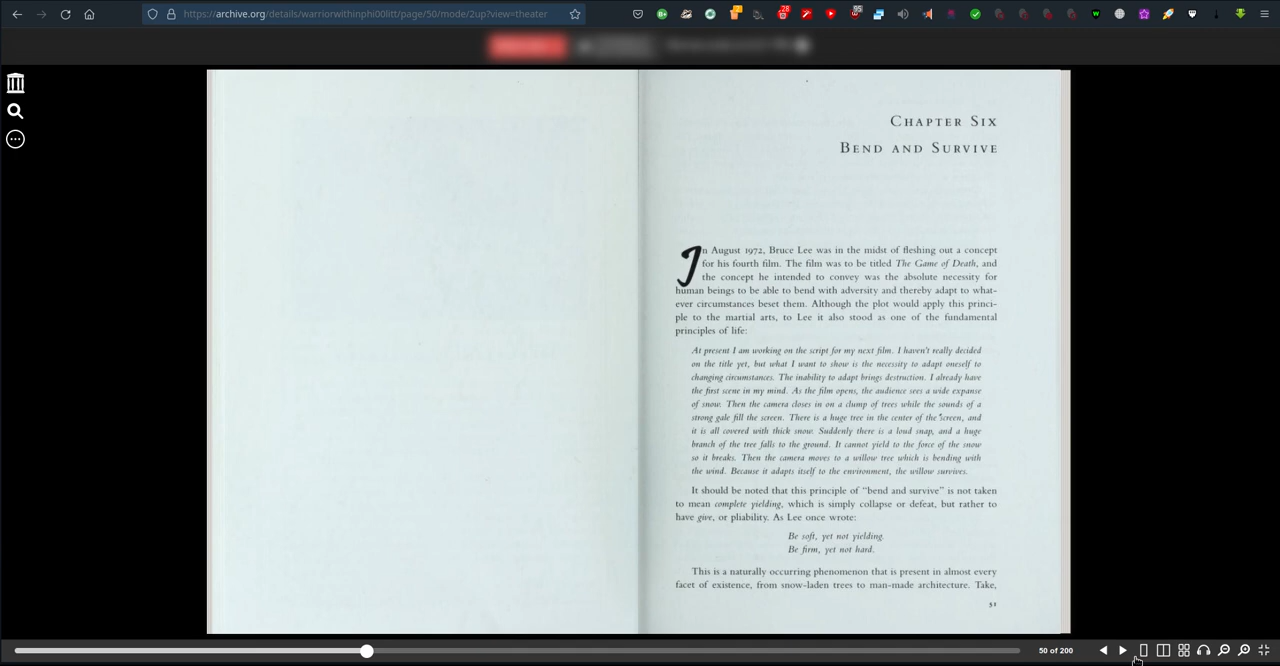 https://archive.org/details/warriorwithinphi00litt/page/50/mode/2up?view=theater
28
95
CHAPTER SIX
BEND AND SURVIVE
In August 1972, Bruce Lee was in the midst of fleshing out a concept
for his fourth film. The film was to be titled The Game of Death, and
the concept he intended to convey was the absolute necessity for
human beings to be able to bend with adversity and thereby adapt to what-
ever circumstances beset them. Although the plot would apply this princi-
ple to the martial arts, to Lee it also stood as one of the fundamental
principles of life:
At present I am working on the script for my next film. I haven't really decided
on the title yet, but what I want to show is the necessity to adapt oneself to
changing circumstances. The inability to adapt brings destruction. I already have
the first scene in my mind. As the film opens, the audience sees a wide expanse
of snow. Then the camera closes in on a clump of trees while the sounds of a
strong gale fill the screen. There is a huge tree in the center of the screen, and
it is all covered with thick snow. Suddenly there is a loud snap, and a huge
branch of the tree falls to the ground. It cannot yield to the force of the snow
so it breaks. Then the camera moves to a willow tree which is bending with
the wind. Because it adapts itself to the environment, the willow survives.
It should be noted that this principle of "bend and survive" is not taken
to mean complete yielding, which is simply collapse or defeat, but rather to
have give, or pliability. As Lee once wrote:
Be soft, yet not yielding.
Be firm, yet not hard.
This is a naturally occurring phenomenon that is present in almost every
facet of existence, from snow-laden trees to man-made architecture. Take,
51
50 of 200